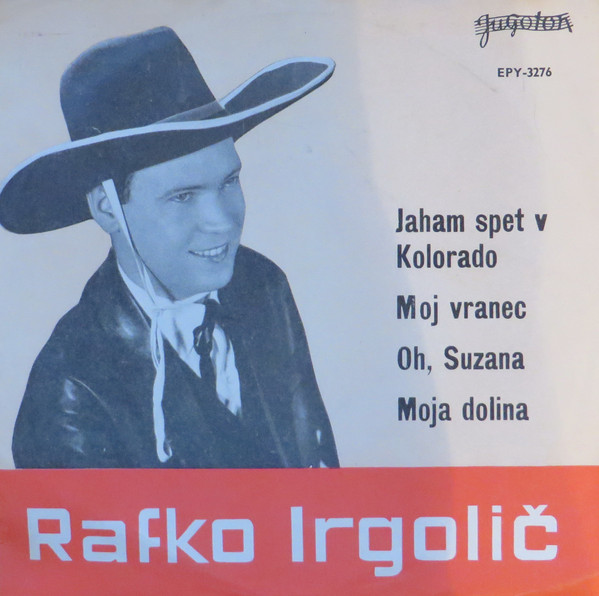 Jugoton
EPY-3276
Jaham spet v
Kolorado
Moj vranec
Oh, Suzana
Moja dolina
Rafko Irgolič